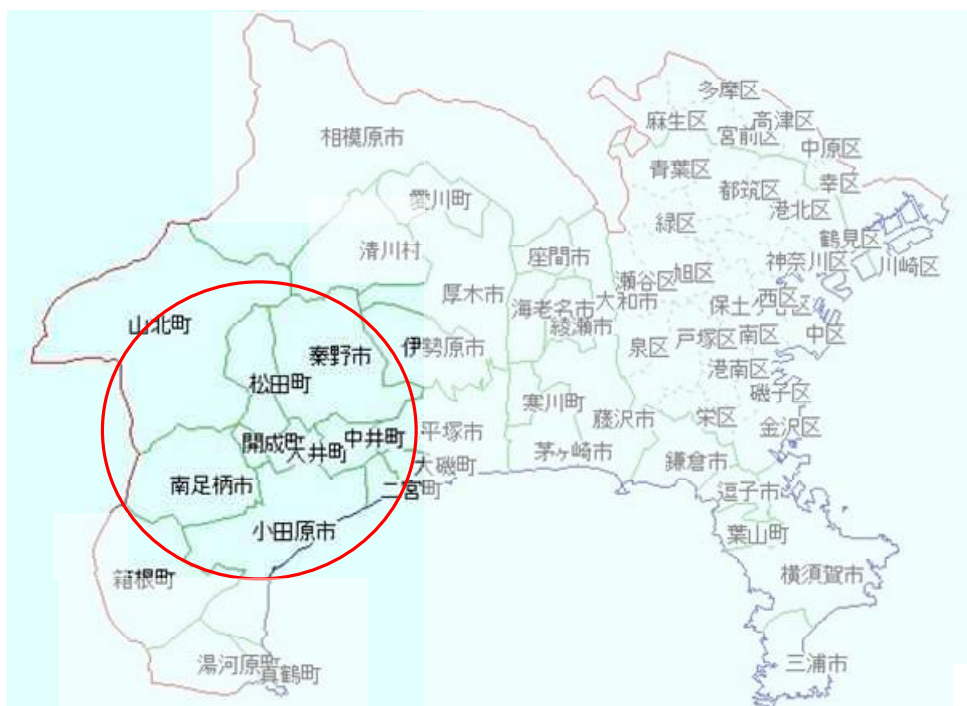 多摩区
麻生区
高津区
宮前区
中原区
相模原市
青葉区
都筑区
幸区
愛川町
緑区
港北区
鶴見区
清川村
座間市
神奈川区
川崎区
瀬谷区
旭区
厚木市
海老名市
大和市
保土
西区
綾瀬市
山北町
秦野市
伊勢原市
泉区
戸塚区
南区
中区
松田町
港南区
磯子区
寒川町
藤沢市
栄区
金沢区
開成町
大井町
中井町
平塚市
茅ヶ崎市
大磯町
鎌倉市
南足柄市
二宮町
逗子市
小田原市
葉山町
箱根町
横須賀市
湯河原町
真鶴町
三浦市